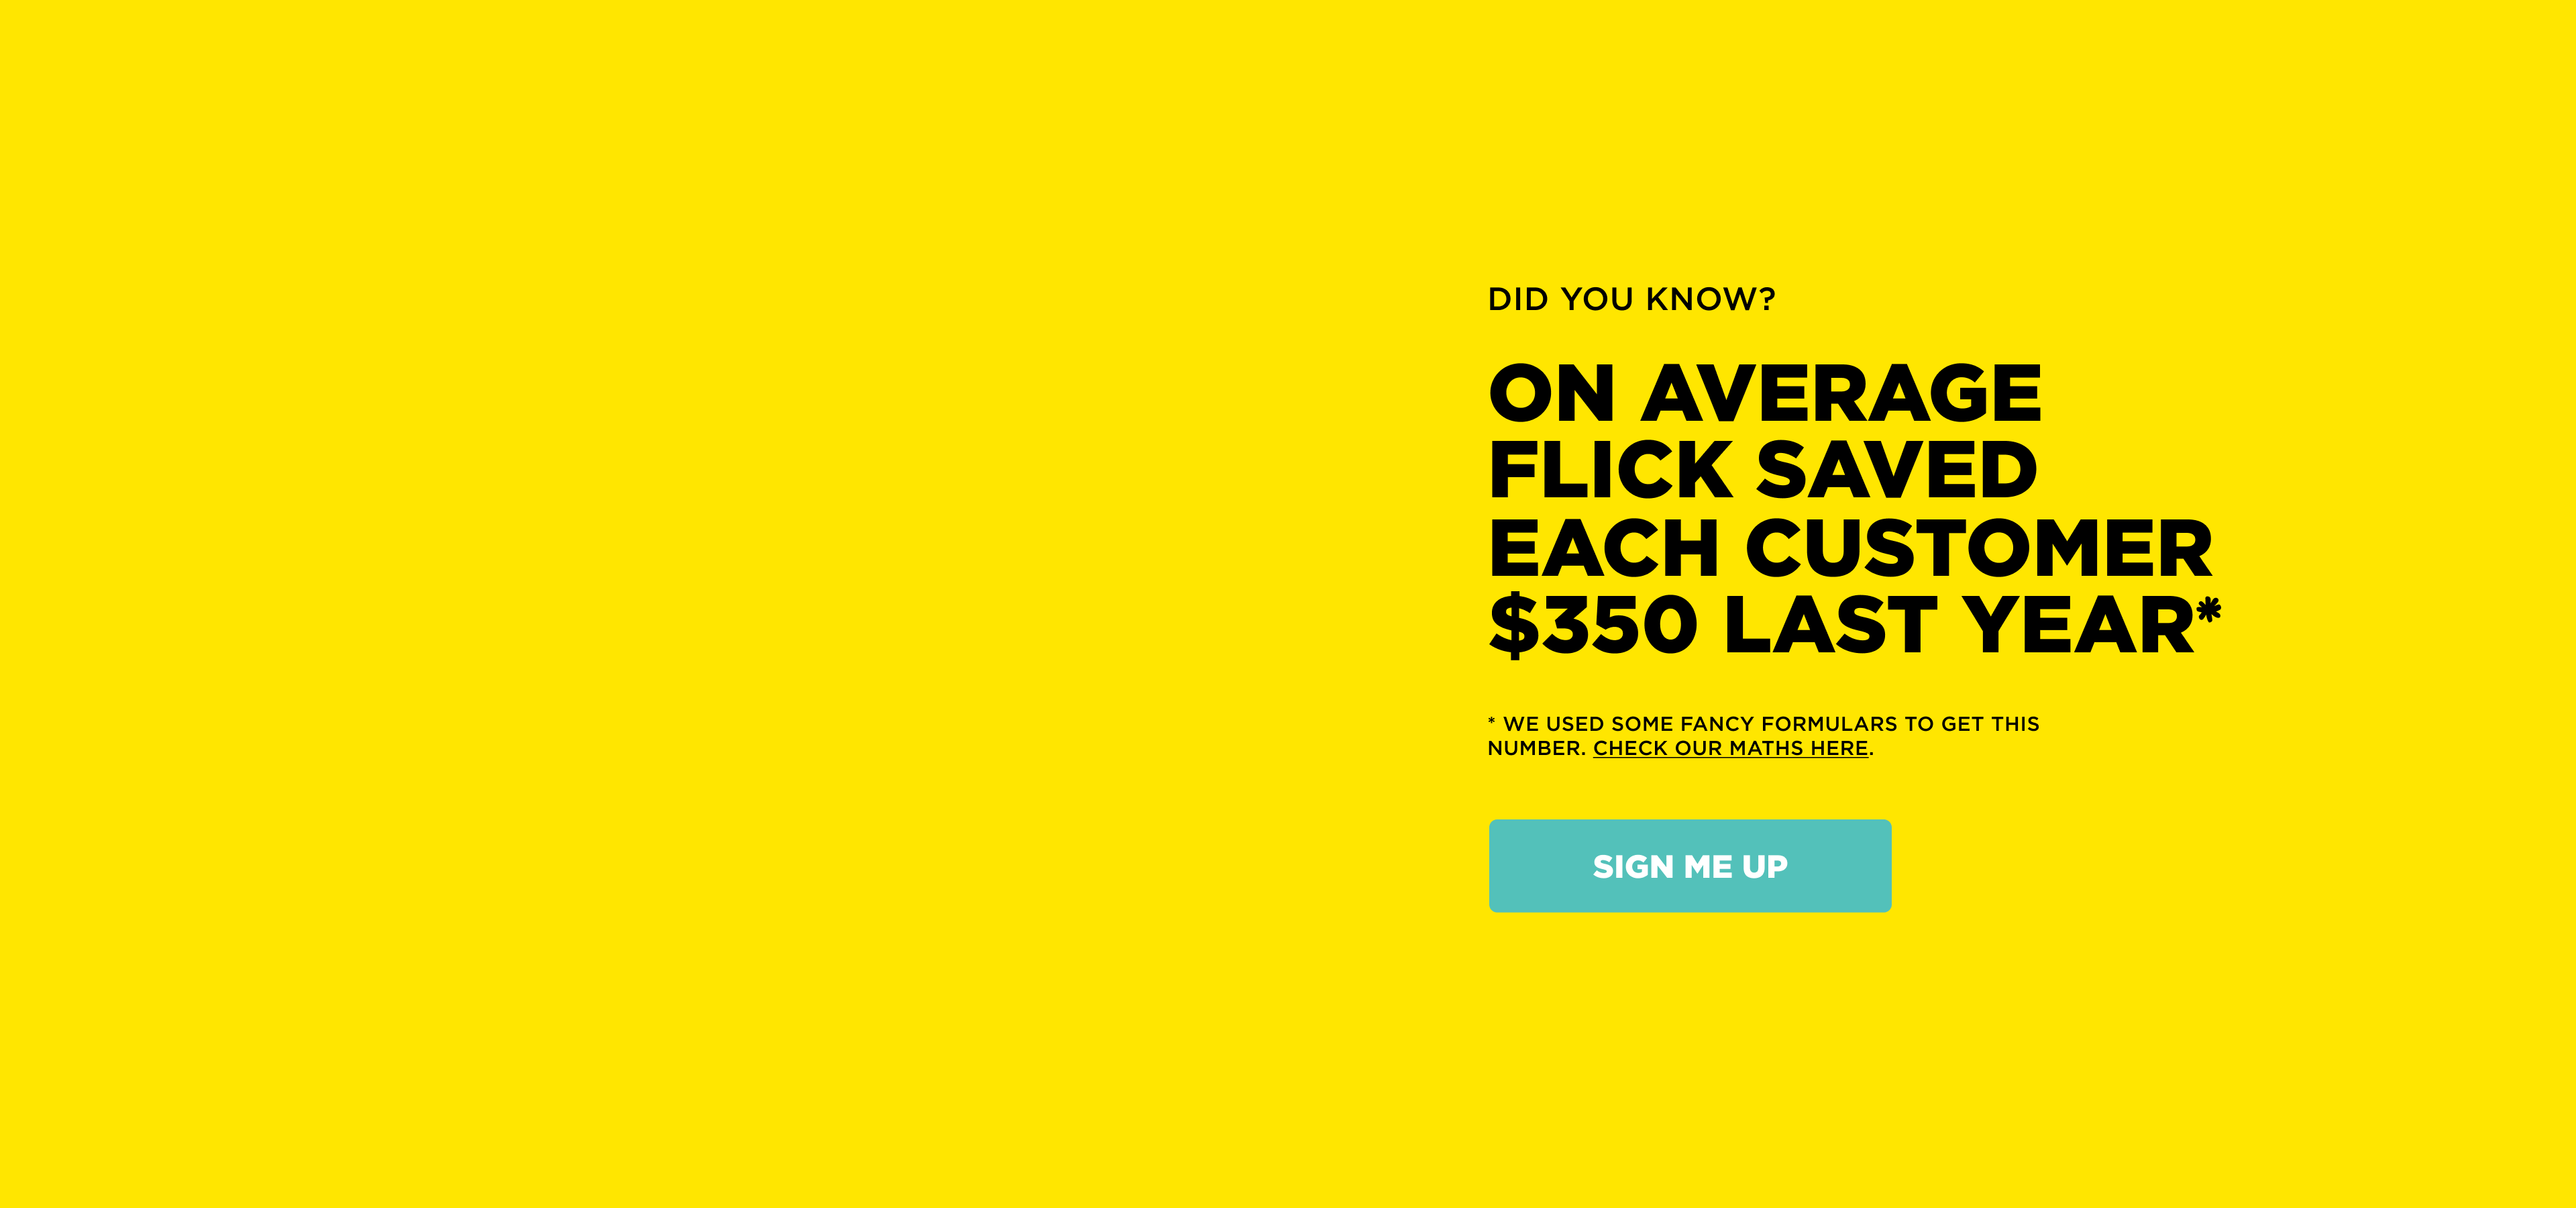 DID YOU KNOW?
ON AVERAGE
FLICK SAVED
EACH CUSTOMER
$350 LAST YEAR*
* WE USED SOME FANCY FORMULARS TO GET THIS
NUMBER. CHECK OUR MATHS HERE.
SIGN ME UP